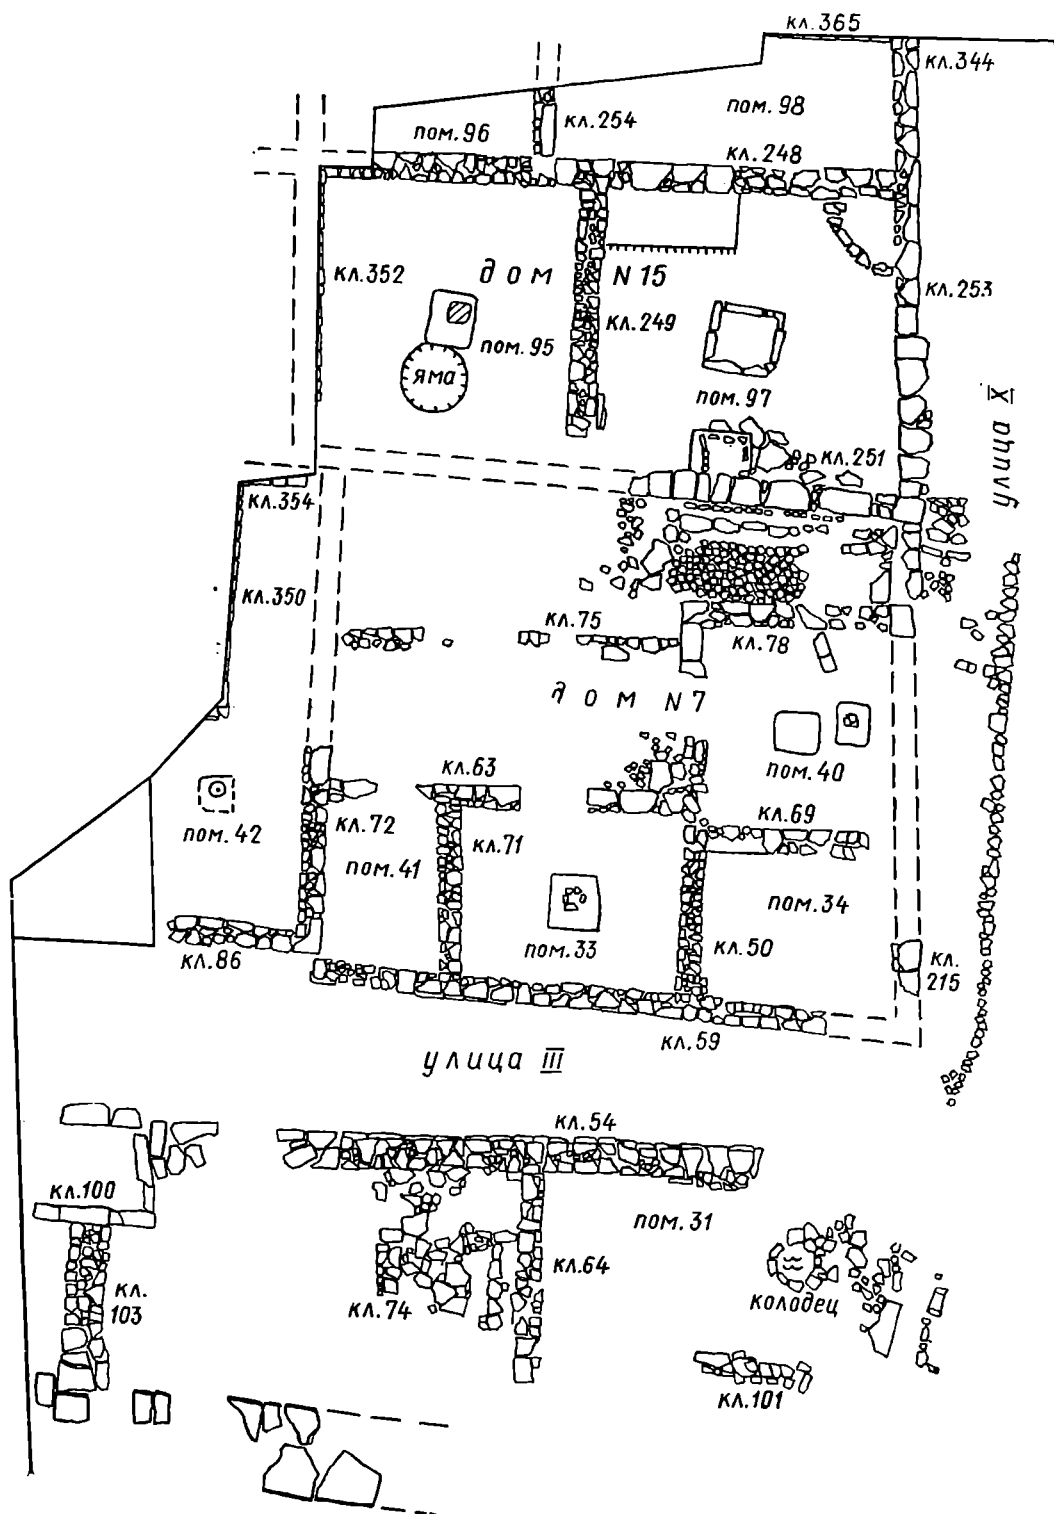 кл.365
кл.344
пом.98
пом.96
кл.254
кл.248
кл.352
дом N15
кл.253
кл.249
пом.95
яма
пом.97
улица X
кл.251
кл.354
кл.350
кл.75
кл.78
дом N7
кл.63
пом.40
кл.72
кл.69
пом.42
кл.71
пом.41
пом.34
пом.33
кл.50
кл.86
кл.
215
кл.59
улица III
кл.54
кл.100
пом.31
кл.64
кл.
103
кл.74
колодец
кл.101